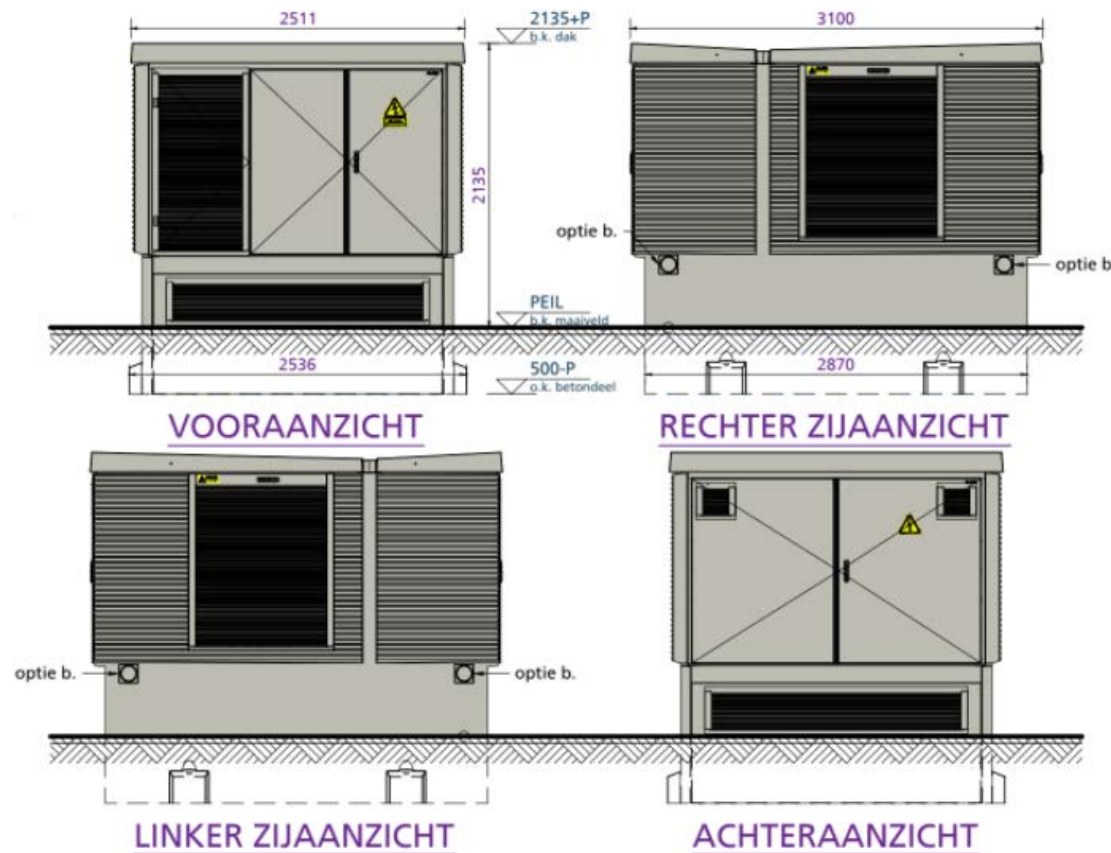 2511
2135+P
b.k. dak
3100
2135
optie b.
optie b
PEIL
b.k. maaiveld
2536
500-P
o.k. betondeel
2870
VOORAANZICHT
RECHTER ZIJAANZICHT
optie b.
optie b.
LINKER ZIJAANZICHT
ACHTERAANZICHT